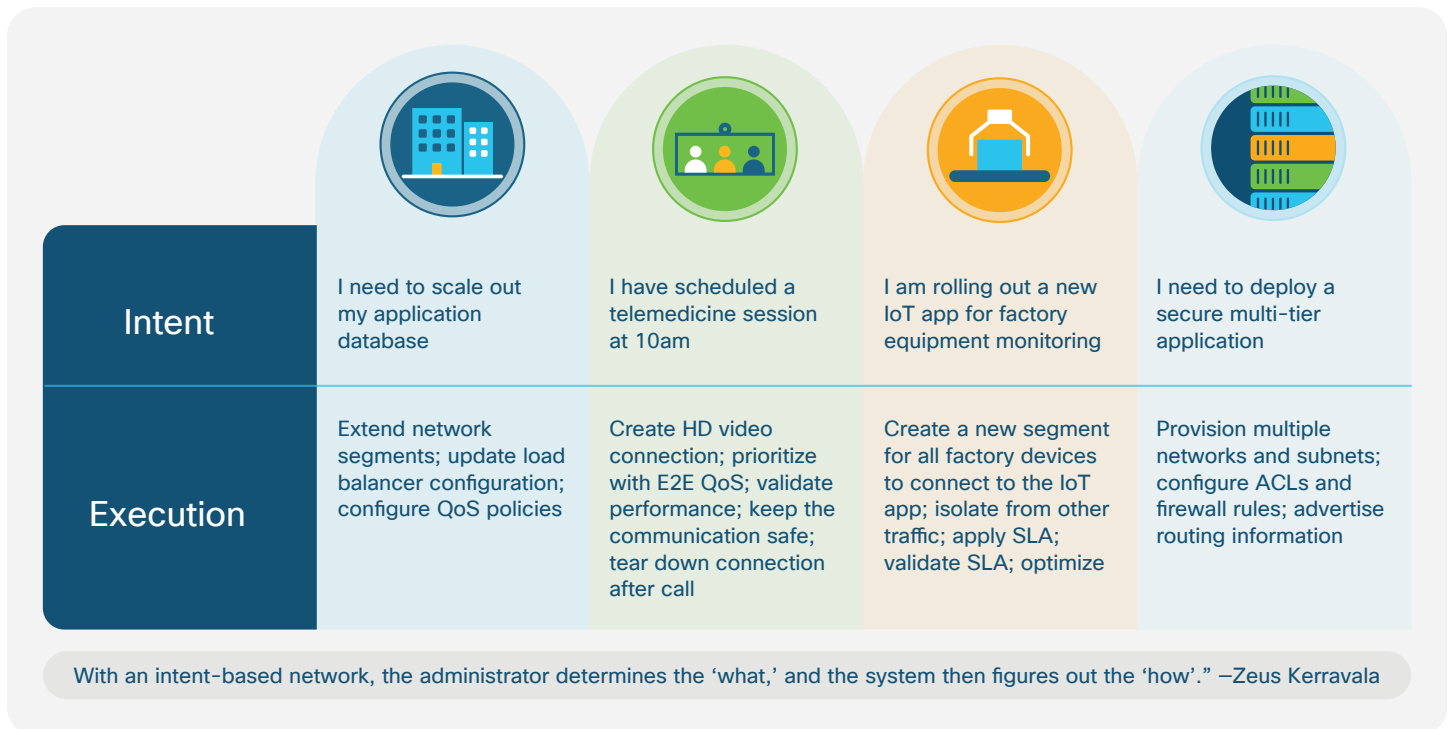 Intent
I need to scale out
my application
database
I have scheduled a
telemedicine session
at 10am
I am rolling out a new
IoT app for factory
equipment monitoring
I need to deploy a
secure multi-tier
application
Execution
Extend network
segments; update load
balancer configuration;
configure QoS policies
Create HD video
connection; prioritize
with E2E QoS; validate
performance; keep the
communication safe;
tear down connection
after call
Create a new segment
for all factory devices
to connect to the IoT
app; isolate from other
traffic; apply SLA;
validate SLA; optimize
Provision multiple
networks and subnets;
configure ACLs and
firewall rules; advertise
routing information
With an intent-based network, the administrator determines the ‘what,’ and the system then figures out the ‘how’.” —Zeus Kerravala